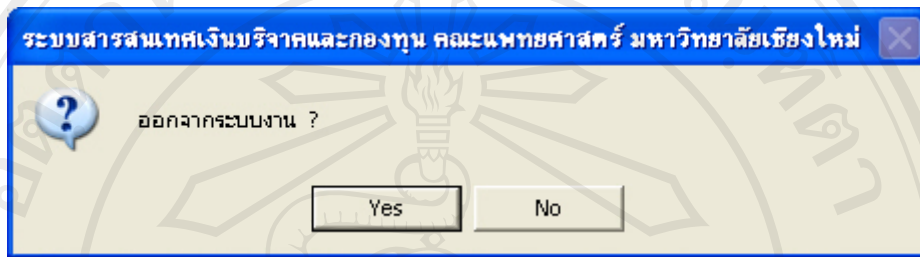 ระบบสารสนเทศเงินบริจาคและกองทุน คณะแพทยศาสตร์ มหาวิทยาลัยเชียงใหม่
ออกจากระบบงาน ?
Yes
No